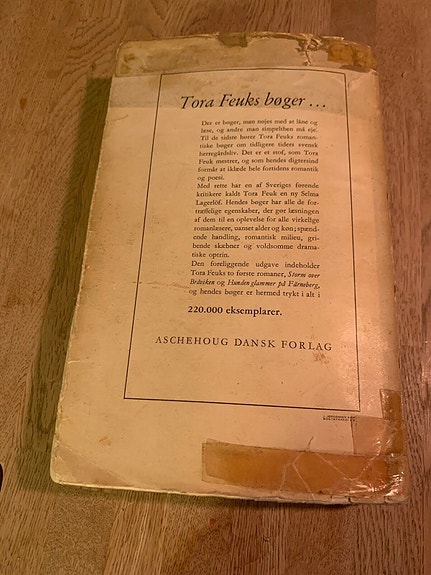 Tora Feuks bøger ...
Der er bøger, man nøjes med at låne og
læse, og andre man simpelthen må eje.
Til de sidste hører Tora Feuks roman-
tiske bøger om tidligere tiders svensk
herregårdsliv. Det er et stof, som Tora
Feuk mestrer, og som hendes digtersind
formår at iklæde hele fortidens romantik
og poesi.
Med rette har en af Sveriges førende
kritikere kaldt Tora Feuk en ny Selma
Lagerlöf. Hendes bøger har alle de for-
træffelige egenskaber, der gør læsningen
af dem til en oplevelse for alle virkelige
romanlæsere, uanset alder og køn; spænd-
ende handling, romantisk milieu, gri-
bende skæbner og voldsomme drama-
tiske optrin.
Den foreliggende udgave indeholder
Tora Feuks to første romaner, Storm over
Bråviken og Hunden glammer på Färneberg,
og hendes bøger er hermed trykt i alt i
220.000 eksemplarer.
ASCHEHOUG DANSK FORLAG